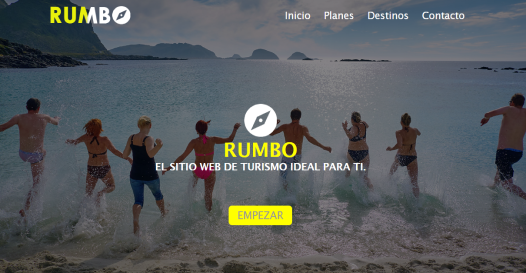 RUMBO
Inicio Planes Destinos Contacto
RUMBO
EL SITIO WEB DE TURISMO IDEAL PARA TI.
EMPEZAR